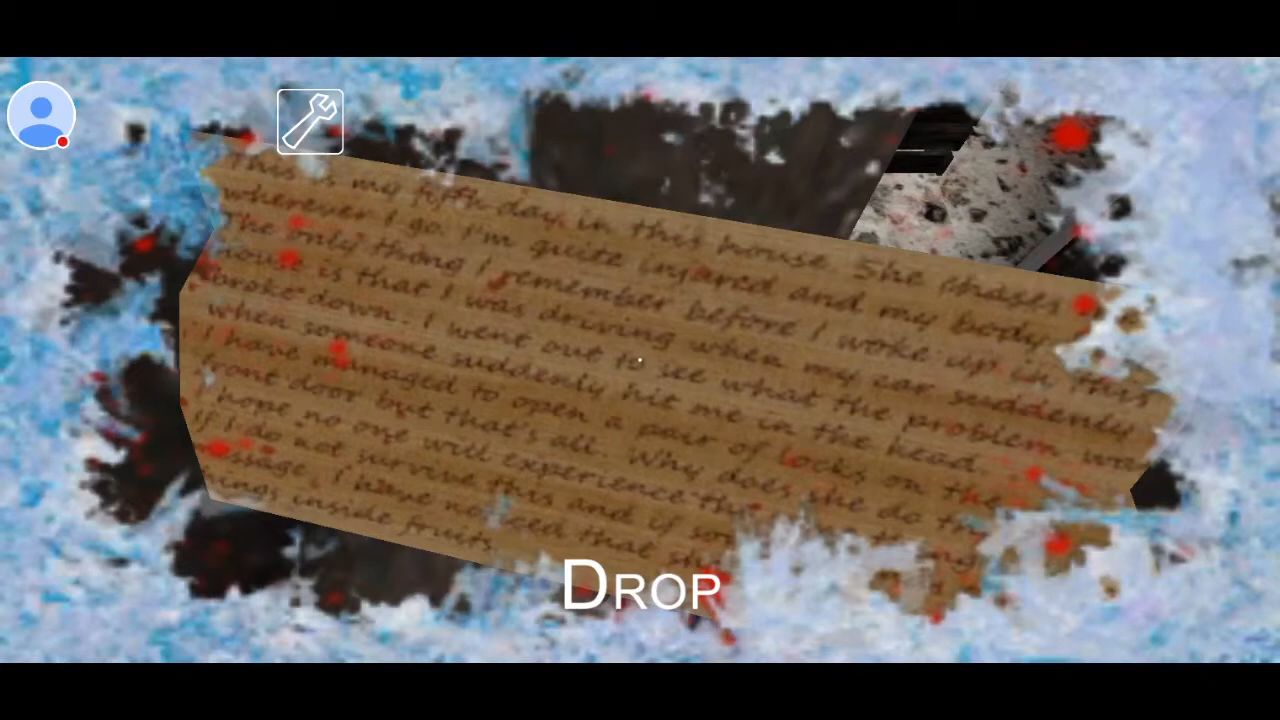 This is my fifth day in this house. She chases
wherever I go. I'm quite injured and my body
The only thing I remember before I woke up in this
house is that I was driving when my car suddenly
broke down. I went out to see what the problem was
when someone suddenly hit me in the head.
I have managed to open a pair of locks on the
front door but that's all. Why does she do
I hope no one will experience
If I do not survive this and if
I have noticed that
inside fruits
DROP